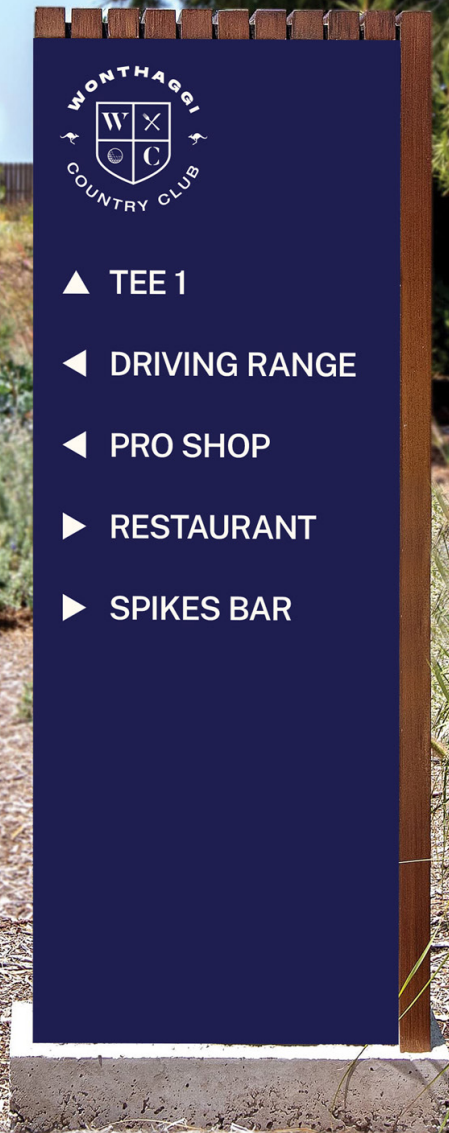 WONTHAGGI
W
C
COUNTRY CLUB
TEE 1
DRIVING RANGE
PRO SHOP
RESTAURANT
SPIKES BAR